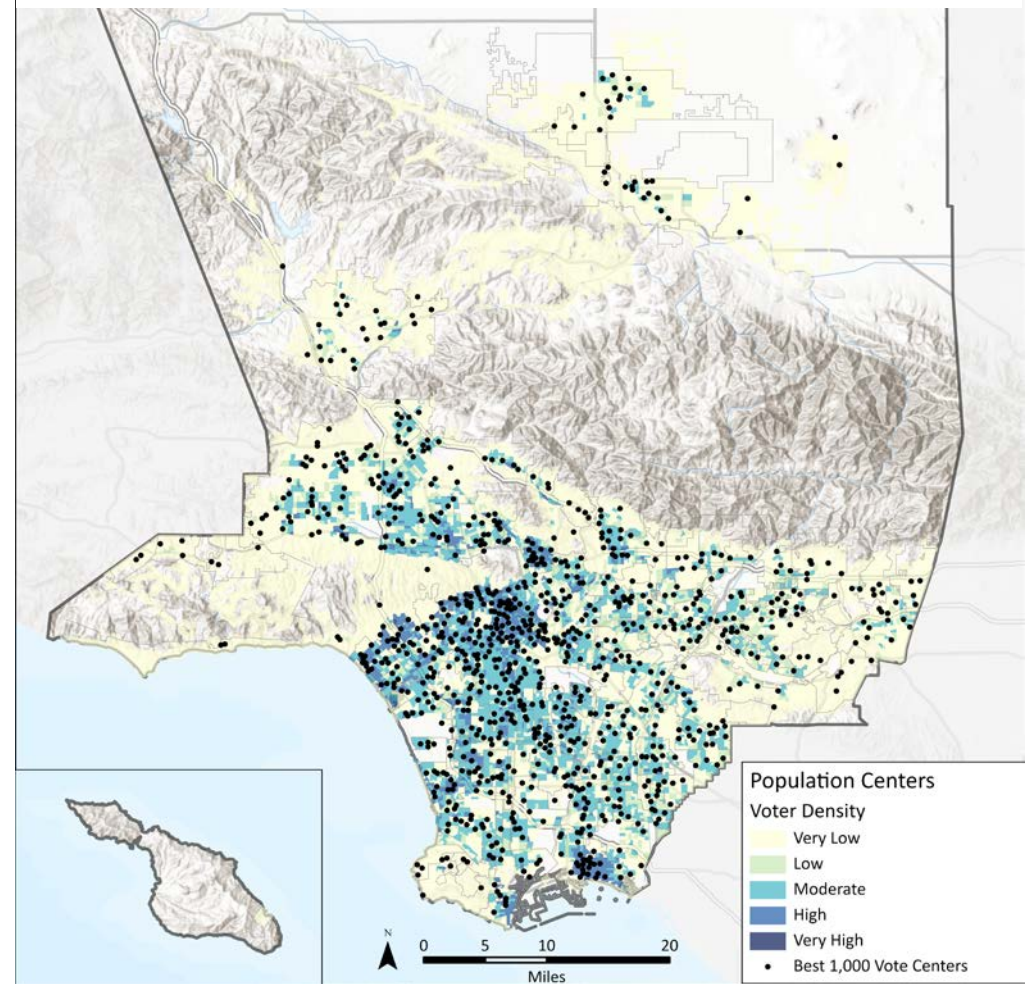 Population Centers
Voter Density
Very Low
Low
Moderate
High
Very High
Best 1,000 Vote Centers
N
0 5 10 20
Miles